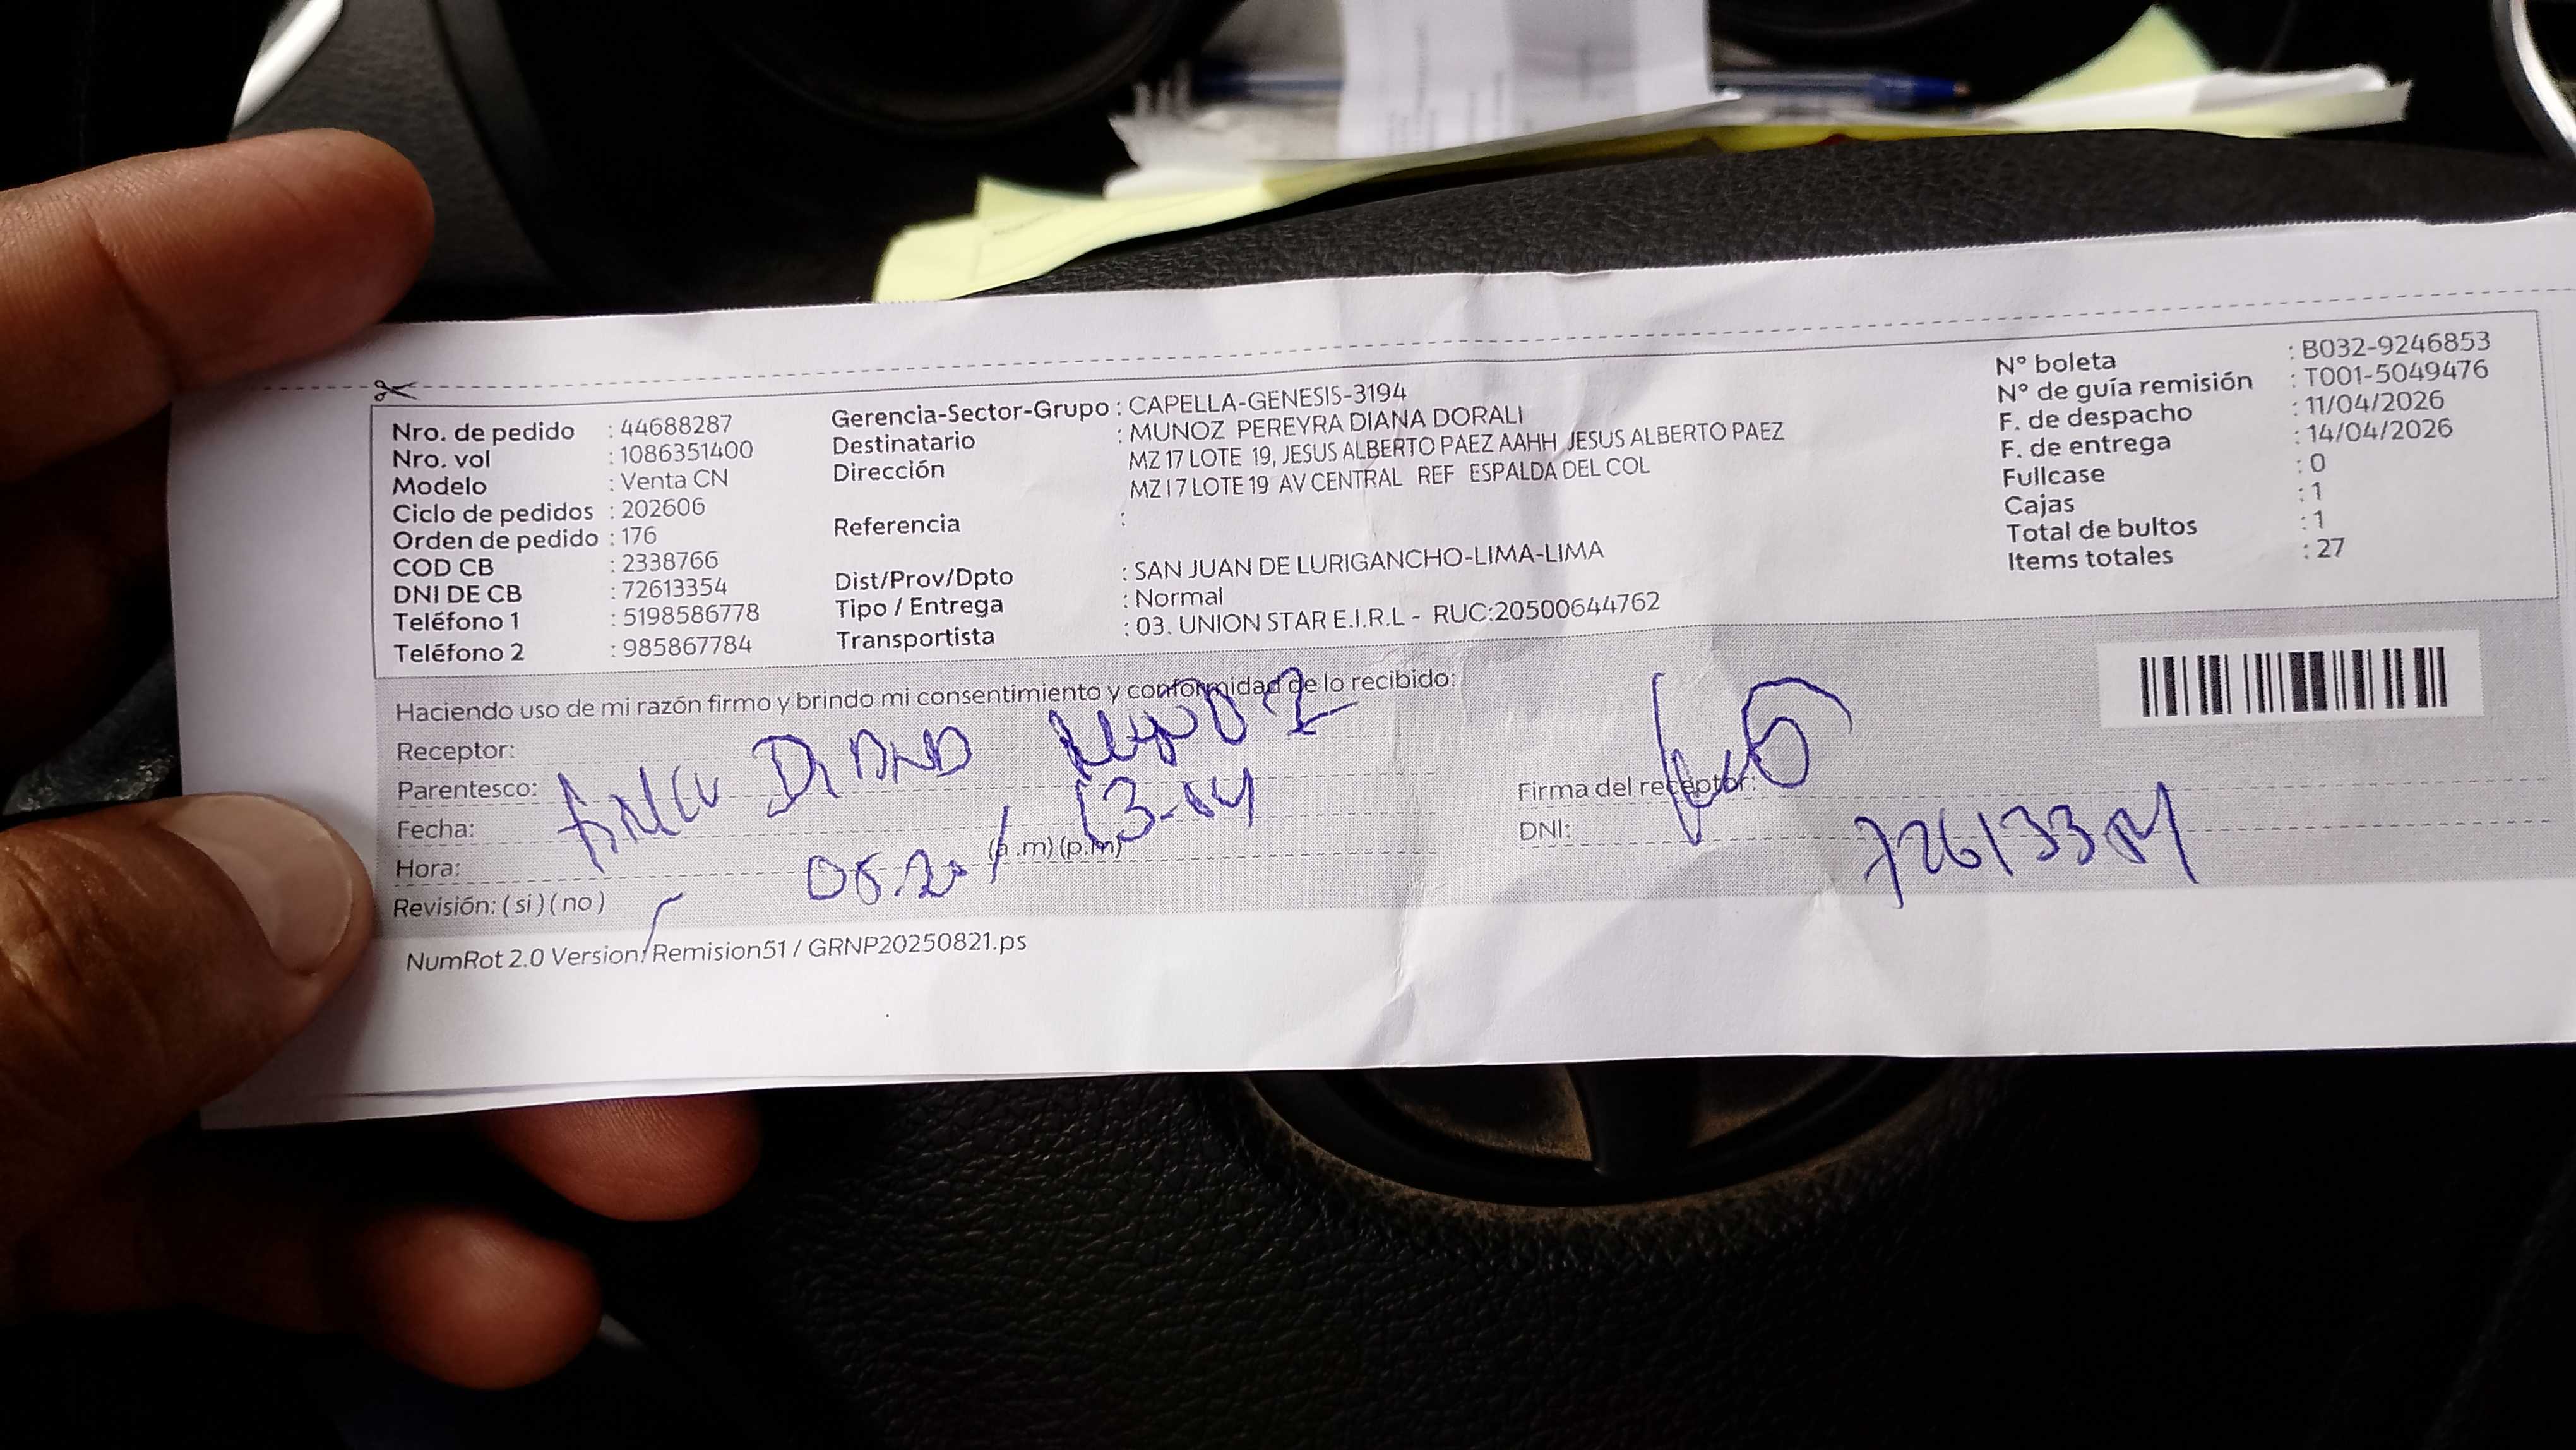 Nro. de pedido : 44688287
Nro. vol : 1086351400
Modelo : Venta CN
Ciclo de pedidos : 202606
Orden de pedido : 176
COD CB : 2338766
DNI DE CB : 72613354
Teléfono 1 : 5198586778
Teléfono 2 : 985867784
Gerencia-Sector-Grupo : CAPELLA-GENESIS-3194
Destinatario : MUNOZ PEREYRA DIANA DORALI
Dirección MZ 17 LOTE 19, JESUS ALBERTO PAEZ AAHH JESUS ALBERTO PAEZ
MZ17 LOTE 19 AV CENTRAL REF ESPALDA DEL COL
Referencia :
Dist/Prov/Dpto : SAN JUAN DE LURIGANCHO-LIMA-LIMA
Tipo / Entrega : Normal
Transportista : 03. UNION STAR E.I.R.L - RUC:20500644762
N° boleta : B032-9246853
N° de guía remisión : T001-5049476
F. de despacho : 11/04/2026
F. de entrega : 14/04/2026
Fullcase : 0
Cajas : 1
Total de bultos : 1
Items totales : 27
Haciendo uso de mi razón firmo y brindo mi consentimiento y conformidad de lo recibido:
Receptor:
Parentesco: DIANA
Fecha: 13-04
Hora: (a.m) (p.m)
Revisión: ( si ) ( no )
Firma del receptor:
DNI:
NumRot 2.0 Version: Remision51 / GRNP20250821.ps